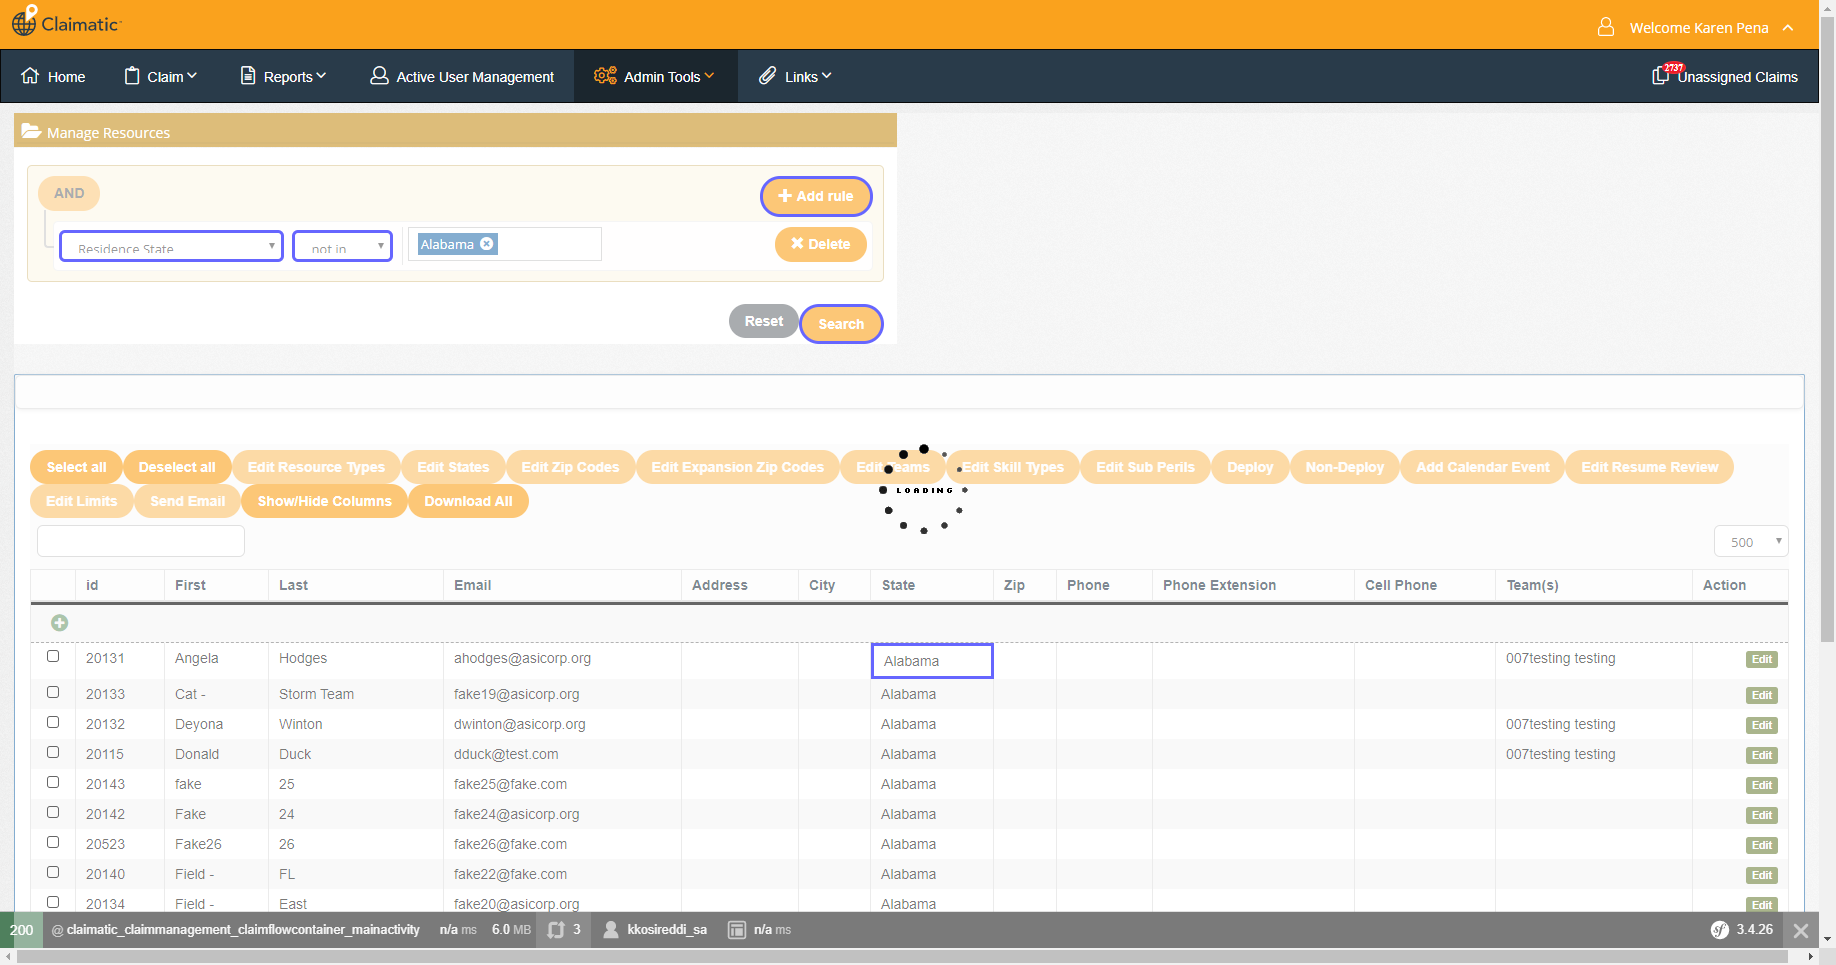 Claimatic
Welcome Karen Pena
Home Claim Reports Active User Management Admin Tools Links 2737 Unassigned Claims
Manage Resources
AND + Add rule
Residence State not in Alabama Delete
Reset Search
Select all Deselect all Edit Resource Types Edit States Edit Zip Codes Edit Expansion Zip Codes Edit Teams Edit Skill Types Edit Sub Perils Deploy Non-Deploy Add Calendar Event Edit Resume Review
LOADING
Edit Limits Send Email Show/Hide Columns Download All
500
id First Last Email Address City State Zip Phone Phone Extension Cell Phone Team(s) Action
20131 Angela Hodges ahodges@asicorp.org Alabama 007testing testing Edit
20133 Cat - Storm Team fake19@asicorp.org Alabama Edit
20132 Deyona Winton dwinton@asicorp.org Alabama 007testing testing Edit
20115 Donald Duck dduck@test.com Alabama 007testing testing Edit
20143 fake 25 fake25@fake.com Alabama Edit
20142 Fake 24 fake24@asicorp.org Alabama Edit
20523 Fake26 26 fake26@fake.com Alabama Edit
20140 Field - FL fake22@fake.com Alabama Edit
20134 Field - East fake20@asicorp.org Alabama Edit
200 @ claimatic_claimmanagement_claimflowcontainer_mainactivity n/a ms 6.0 MB 3 kkosireddi_sa n/a ms sf 3.4.26